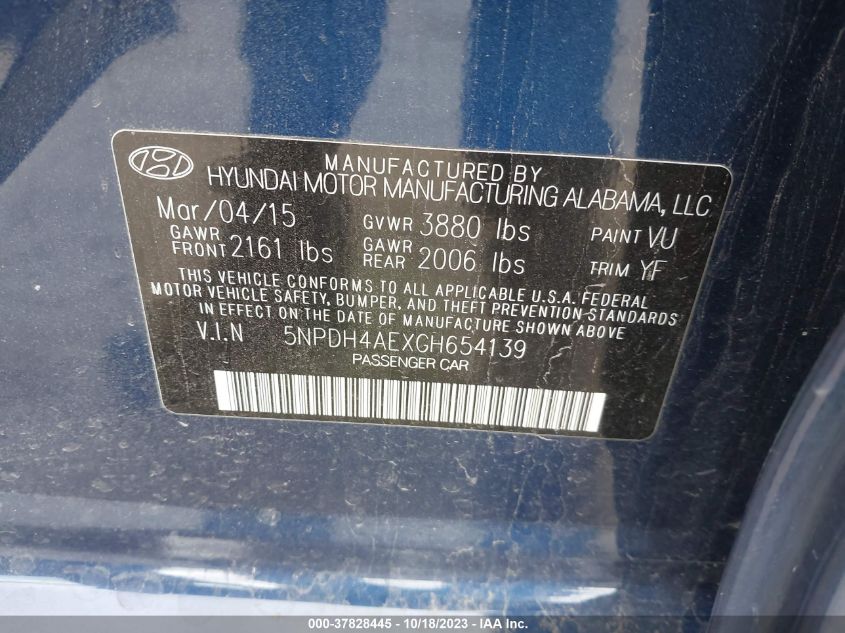 MANUFACTURED BY
HYUNDAI MOTOR MANUFACTURING ALABAMA, LLC
Mar/04/15 GVWR 3880 lbs PAINT VU
GAWR FRONT 2161 lbs GAWR REAR 2006 lbs TRIM YF
THIS VEHICLE CONFORMS TO ALL APPLICABLE U.S.A. FEDERAL
MOTOR VEHICLE SAFETY, BUMPER, AND THEFT PREVENTION STANDARDS
IN EFFECT ON THE DATE OF MANUFACTURE SHOWN ABOVE
V.I.N 5NPDH4AEXGH654139
PASSENGER CAR
000-37828445 - 10/18/2023 - IAAI.COM